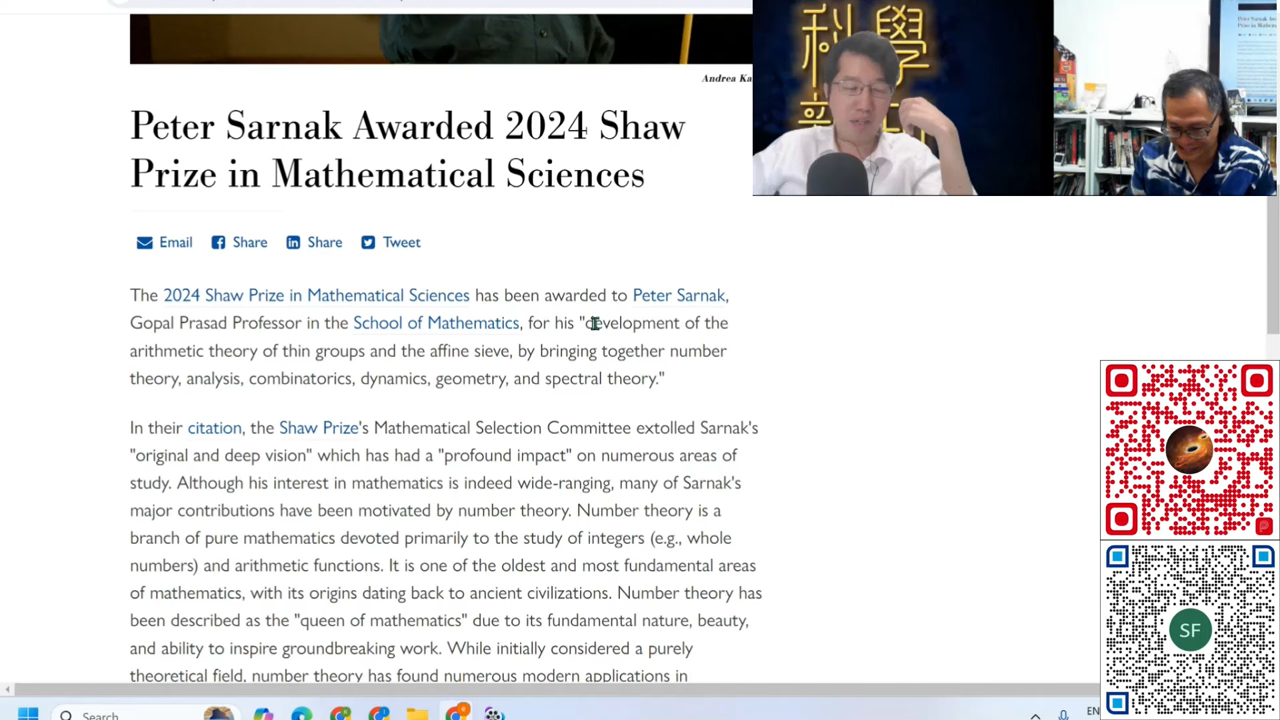 Andrea Ka
科學
Peter Sarnak Awarded 2024 Shaw
Prize in Mathematical Sciences
Email Share Share Tweet
The 2024 Shaw Prize in Mathematical Sciences has been awarded to Peter Sarnak,
Gopal Prasad Professor in the School of Mathematics, for his "development of the
arithmetic theory of thin groups and the affine sieve, by bringing together number
theory, analysis, combinatorics, dynamics, geometry, and spectral theory."
In their citation, the Shaw Prize's Mathematical Selection Committee extolled Sarnak's
"original and deep vision" which has had a "profound impact" on numerous areas of
study. Although his interest in mathematics is indeed wide-ranging, many of Sarnak's
major contributions have been motivated by number theory. Number theory is a
branch of pure mathematics devoted primarily to the study of integers (e.g., whole
numbers) and arithmetic functions. It is one of the oldest and most fundamental areas
of mathematics, with its origins dating back to ancient civilizations. Number theory has
been described as the "queen of mathematics" due to its fundamental nature, beauty,
and ability to inspire groundbreaking work. While initially considered a purely
theoretical field, number theory has found numerous modern applications in
SF
Search
EN